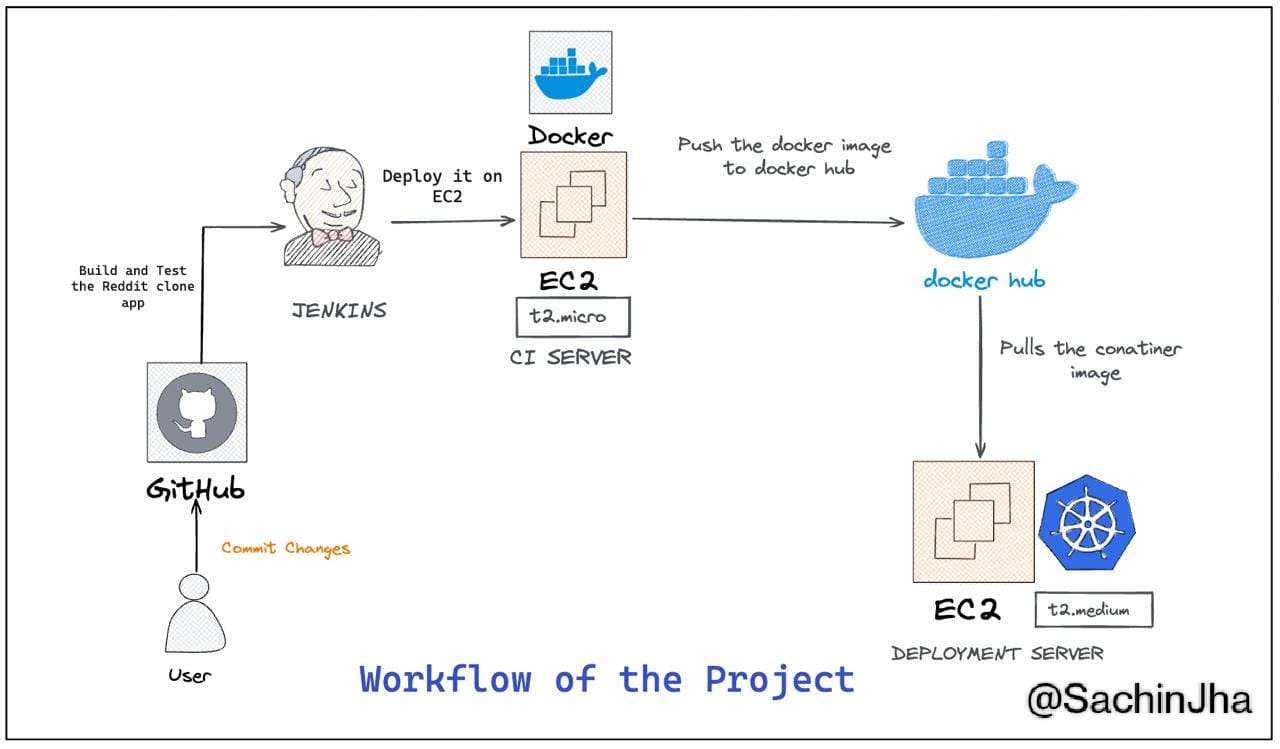 Docker
Push the docker image
to docker hub
Deploy it on
EC2
Build and Test
the Reddit clone
app
JENKINS
EC2
t2.micro
CI SERVER
docker hub
Pulls the conatiner
image
GitHub
Commit Changes
User
EC2
t2.medium
DEPLOYMENT SERVER
Workflow of the Project
@SachinJha